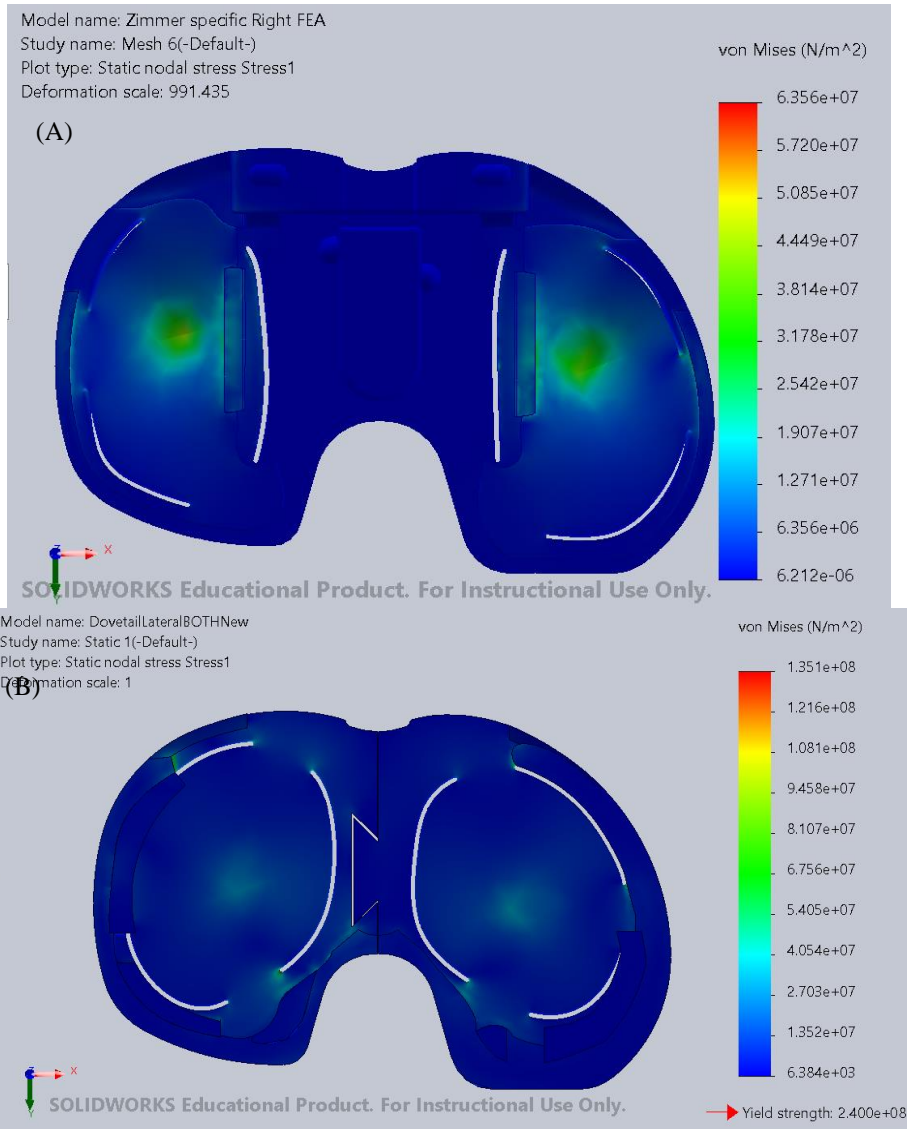 Model name: Zimmer specific Right FEA
Study name: Mesh 6(-Default-)
Plot type: Static nodal stress Stress1
Deformation scale: 991.435
(A)
von Mises (N/m^2)
6.356e+07
5.720e+07
5.085e+07
4.449e+07
3.814e+07
3.178e+07
2.542e+07
1.907e+07
1.271e+07
6.356e+06
6.212e-06
Z
X
Y
SOLIDWORKS Educational Product. For Instructional Use Only.
Model name: DovetailLateralBOTHNew
Study name: Static 1(-Default-)
Plot type: Static nodal stress Stress1
Deformation scale: 1
(B)
von Mises (N/m^2)
1.351e+08
1.216e+08
1.081e+08
9.458e+07
8.107e+07
6.756e+07
5.405e+07
4.054e+07
2.703e+07
1.352e+07
6.384e+03
Yield strength: 2.400e+08
Z
X
Y
SOLIDWORKS Educational Product. For Instructional Use Only.